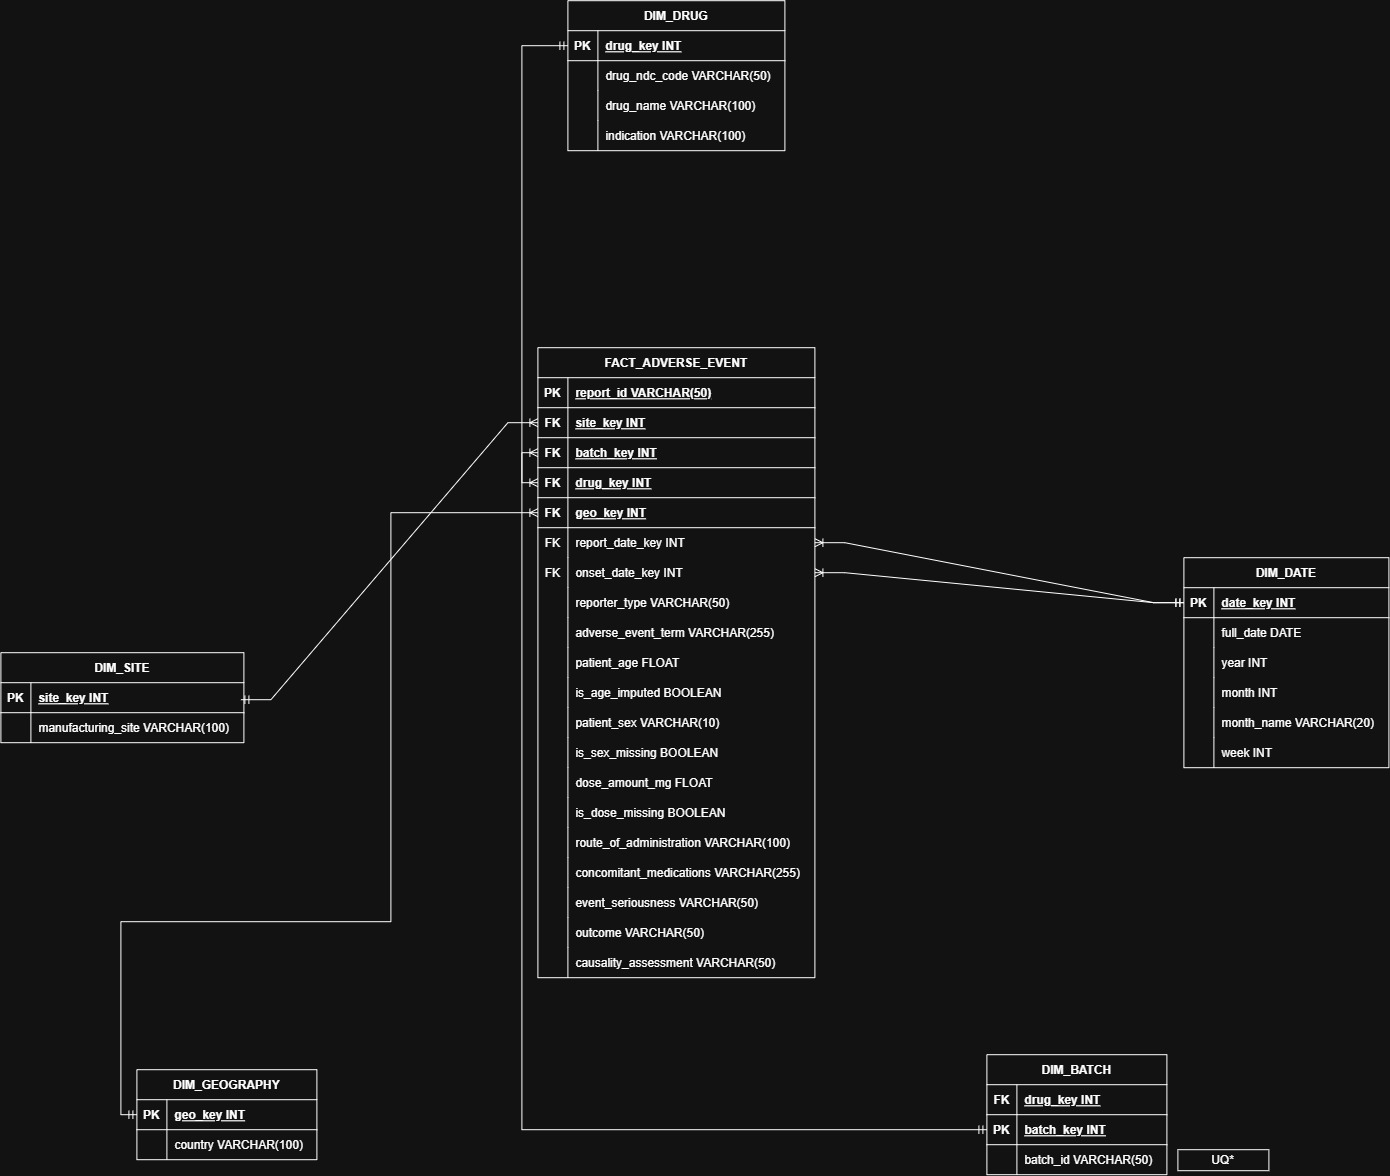 DIM_DRUG
PK drug_key INT
drug_ndc_code VARCHAR(50)
drug_name VARCHAR(100)
indication VARCHAR(100)
FACT_ADVERSE_EVENT
PK report_id VARCHAR(50)
FK site_key INT
FK batch_key INT
FK drug_key INT
FK geo_key INT
FK report_date_key INT
FK onset_date_key INT
reporter_type VARCHAR(50)
adverse_event_term VARCHAR(255)
patient_age FLOAT
is_age_imputed BOOLEAN
patient_sex VARCHAR(10)
is_sex_missing BOOLEAN
dose_amount_mg FLOAT
is_dose_missing BOOLEAN
route_of_administration VARCHAR(100)
concomitant_medications VARCHAR(255)
event_seriousness VARCHAR(50)
outcome VARCHAR(50)
causality_assessment VARCHAR(50)
DIM_DATE
PK date_key INT
full_date DATE
year INT
month INT
month_name VARCHAR(20)
week INT
DIM_SITE
PK site_key INT
manufacturing_site VARCHAR(100)
DIM_GEOGRAPHY
PK geo_key INT
country VARCHAR(100)
DIM_BATCH
FK drug_key INT
PK batch_key INT
batch_id VARCHAR(50)
UQ*